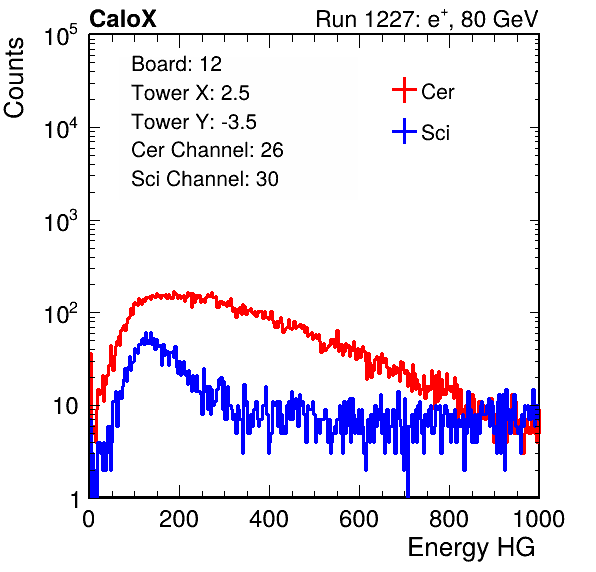 CaloX Run 1227: e⁺, 80 GeV
Counts
Board: 12
Tower X: 2.5
Tower Y: -3.5
Cer Channel: 26
Sci Channel: 30
Cer
Sci
10⁵
10⁴
10³
10²
10
1
0 200 400 600 800 1000
Energy HG